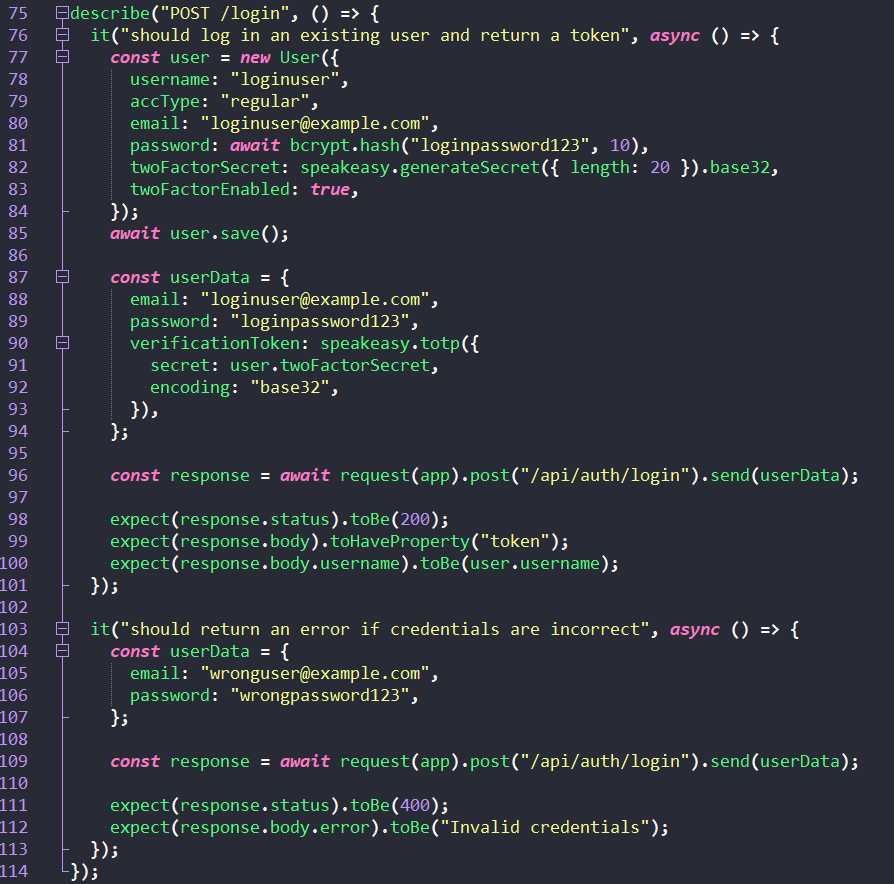 75 describe("POST /login", () => {
76 it("should log in an existing user and return a token", async () => {
77 const user = new User({
78 username: "loginuser",
79 accType: "regular",
80 email: "loginuser@example.com",
81 password: await bcrypt.hash("loginpassword123", 10),
82 twoFactorSecret: speakeasy.generateSecret({ length: 20 }).base32,
83 twoFactorEnabled: true,
84 });
85 await user.save();
86
87 const userData = {
88 email: "loginuser@example.com",
89 password: "loginpassword123",
90 verificationToken: speakeasy.totp({
91 secret: user.twoFactorSecret,
92 encoding: "base32",
93 }),
94 };
95
96 const response = await request(app).post("/api/auth/login").send(userData);
97
98 expect(response.status).toBe(200);
99 expect(response.body).toHaveProperty("token");
100 expect(response.body.username).toBe(user.username);
101 });
102
103 it("should return an error if credentials are incorrect", async () => {
104 const userData = {
105 email: "wronguser@example.com",
106 password: "wrongpassword123",
107 };
108
109 const response = await request(app).post("/api/auth/login").send(userData);
110
111 expect(response.status).toBe(400);
112 expect(response.body.error).toBe("Invalid credentials");
113 });
114 });